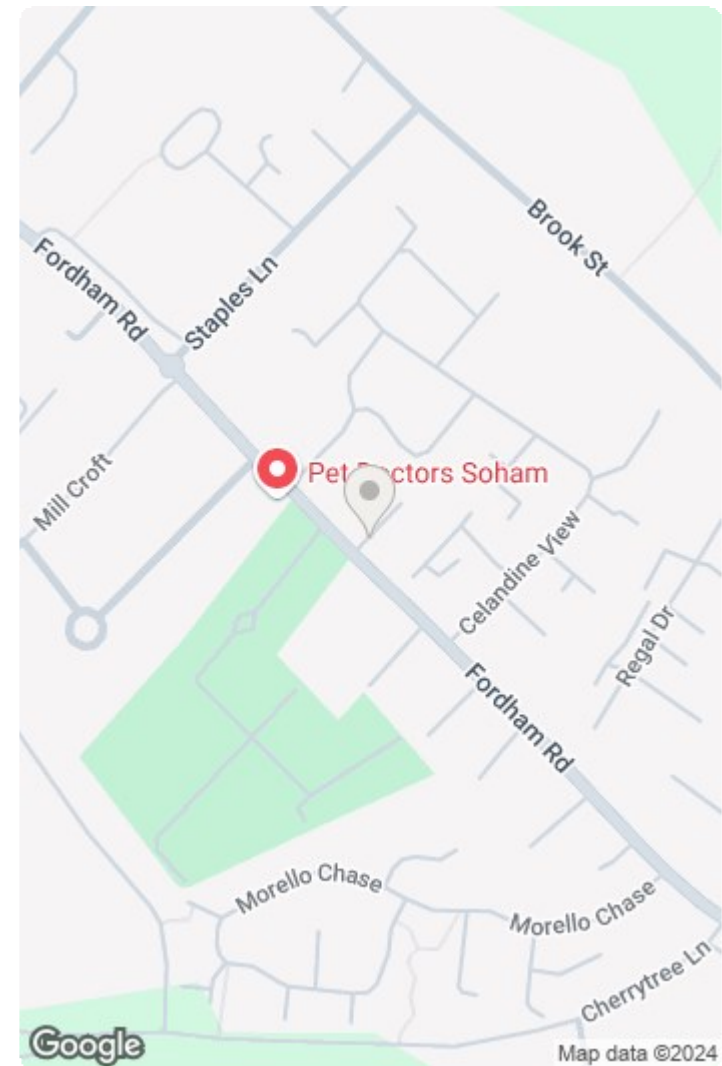 Brook St
Fordham Rd
Staples Ln
Mill Croft
Pet Doctors Soham
Celandine View
Regal Dr
Fordham Rd
Morello Chase
Morello Chase
Cherrytree Ln
Google
Map data ©2024